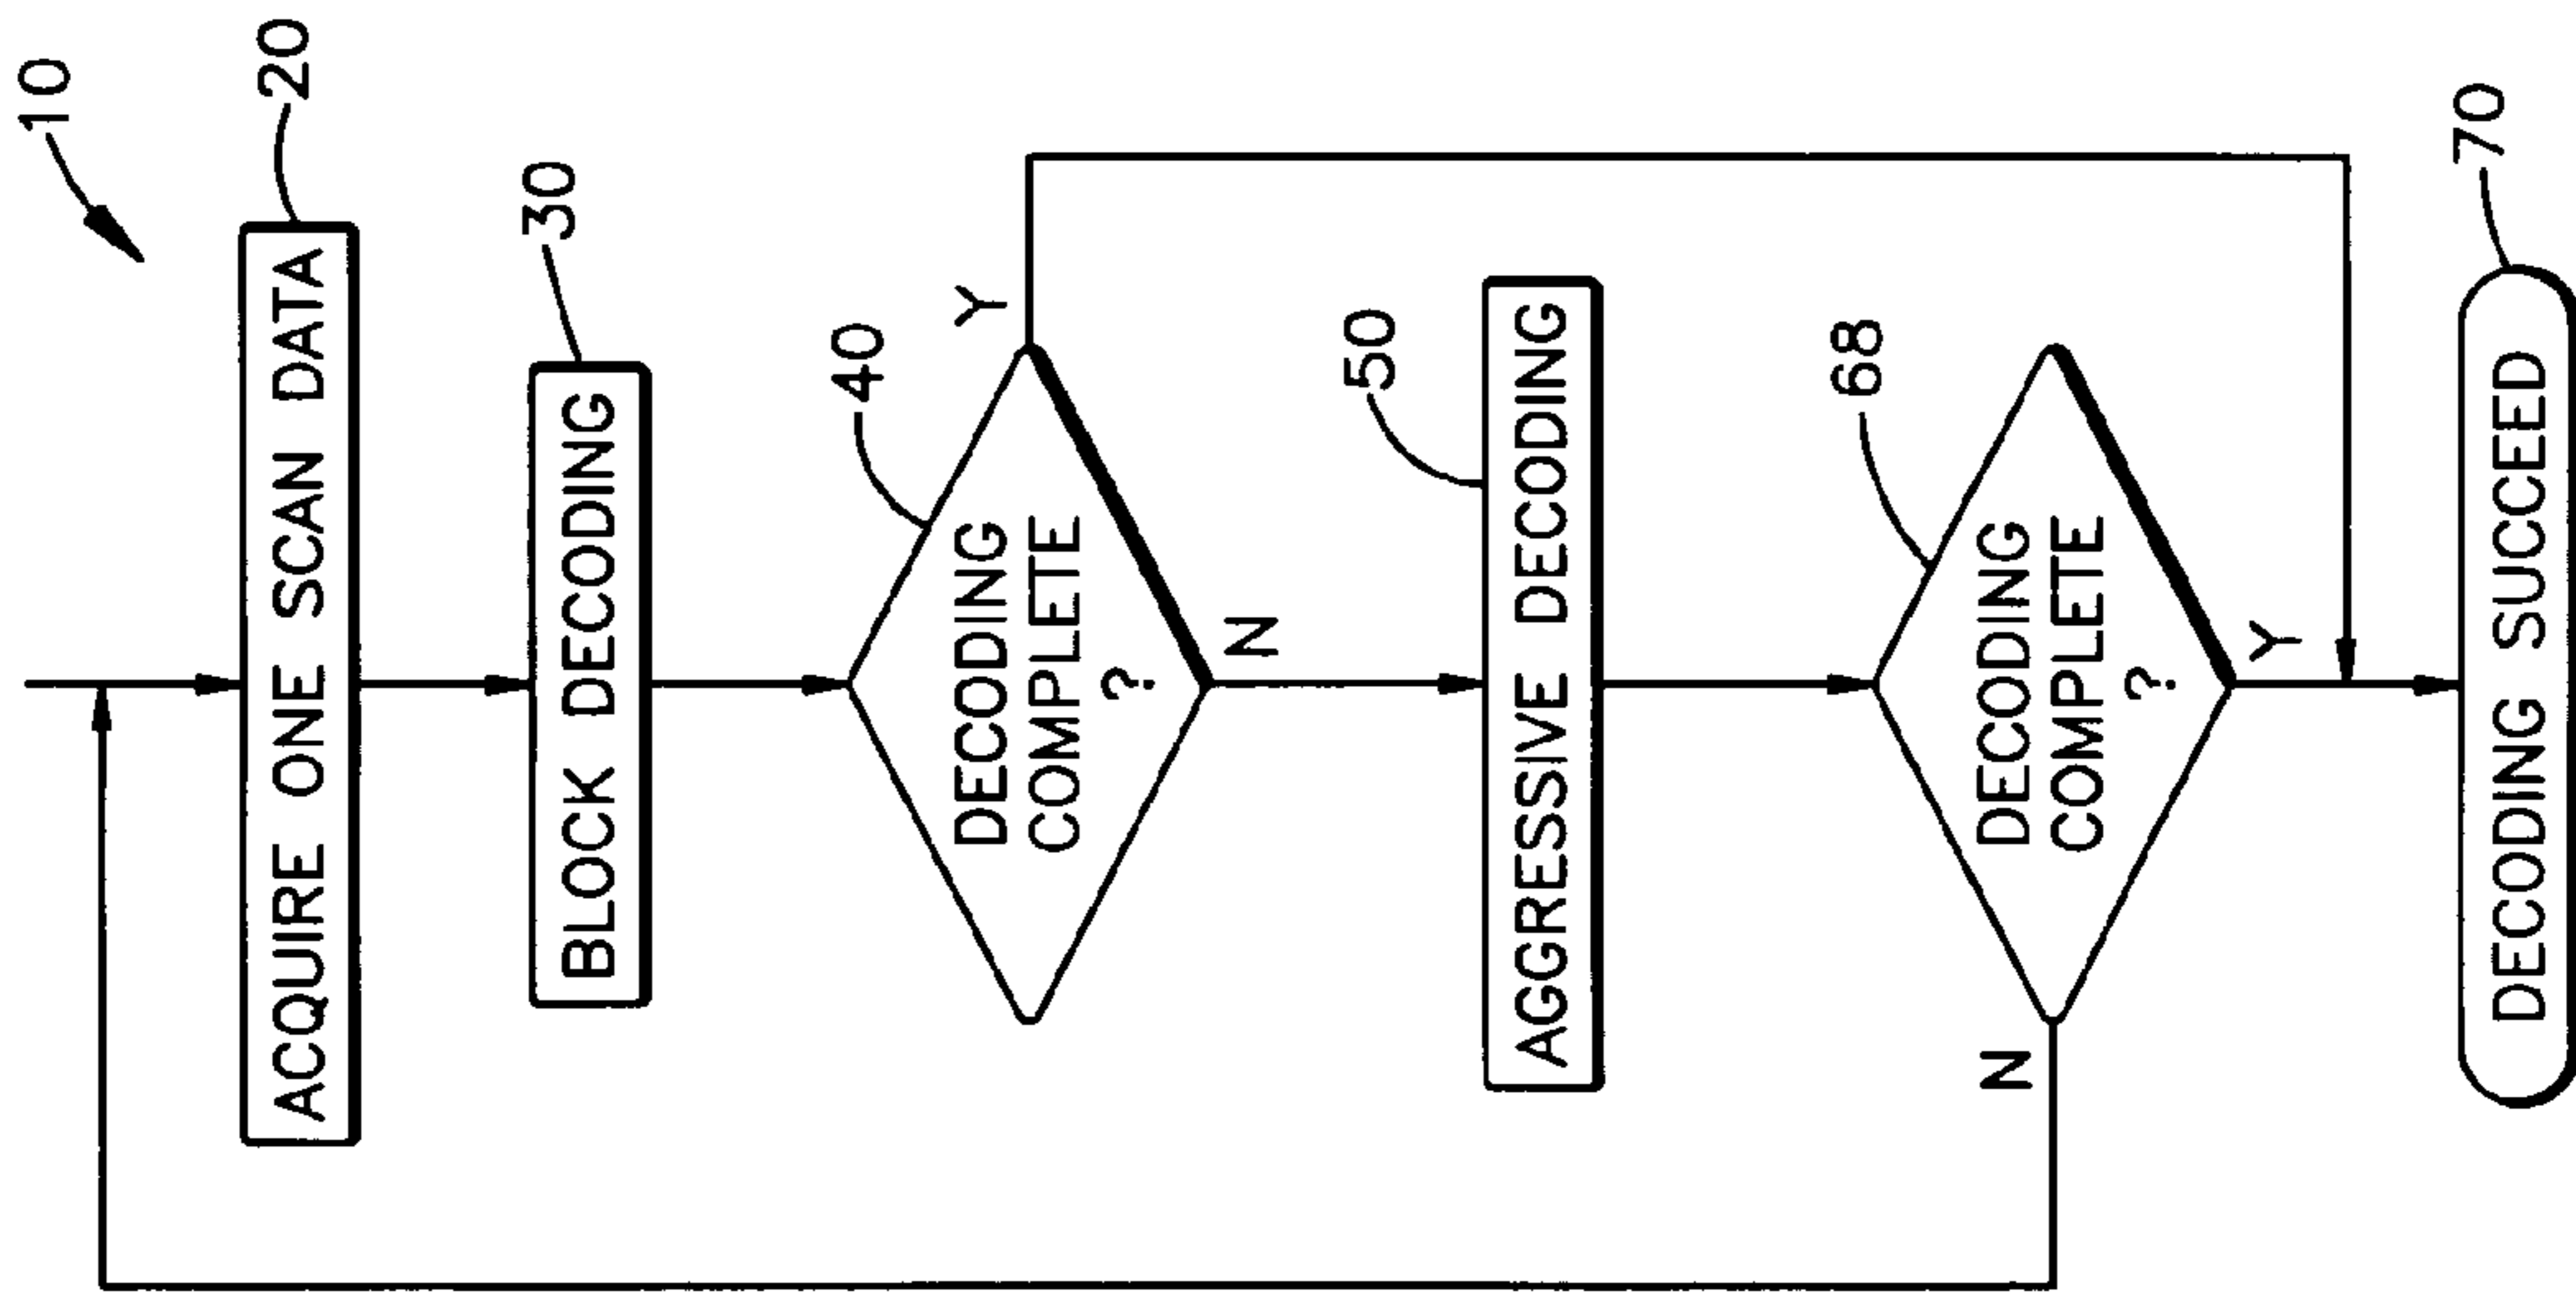 10
ACQUIRE ONE SCAN DATA
20
BLOCK DECODING
30
DECODING
COMPLETE
?
40
Y
N
AGGRESSIVE DECODING
50
DECODING
COMPLETE
?
68
N
Y
DECODING SUCCEED
70